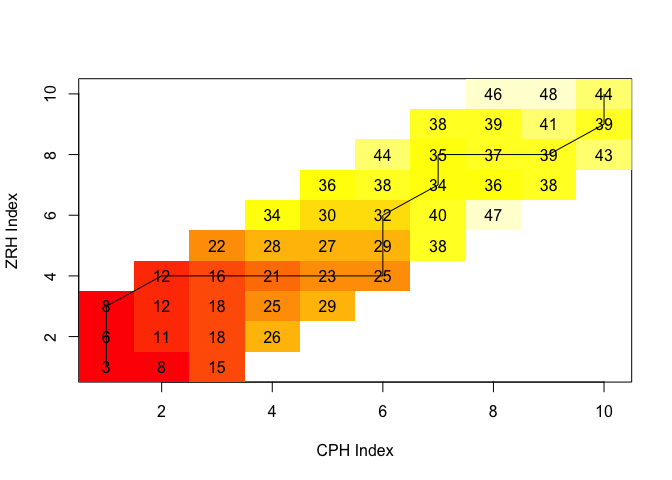 10
8
6
4
2
ZRH Index
46 48 44
38 39 41 39
44 35 37 39 43
36 38 34 36 38
34 30 32 40 47
22 28 27 29 38
12 16 21 23 25
8 12 18 25 29
6 11 18 26
3 8 15
2 4 6 8 10
CPH Index